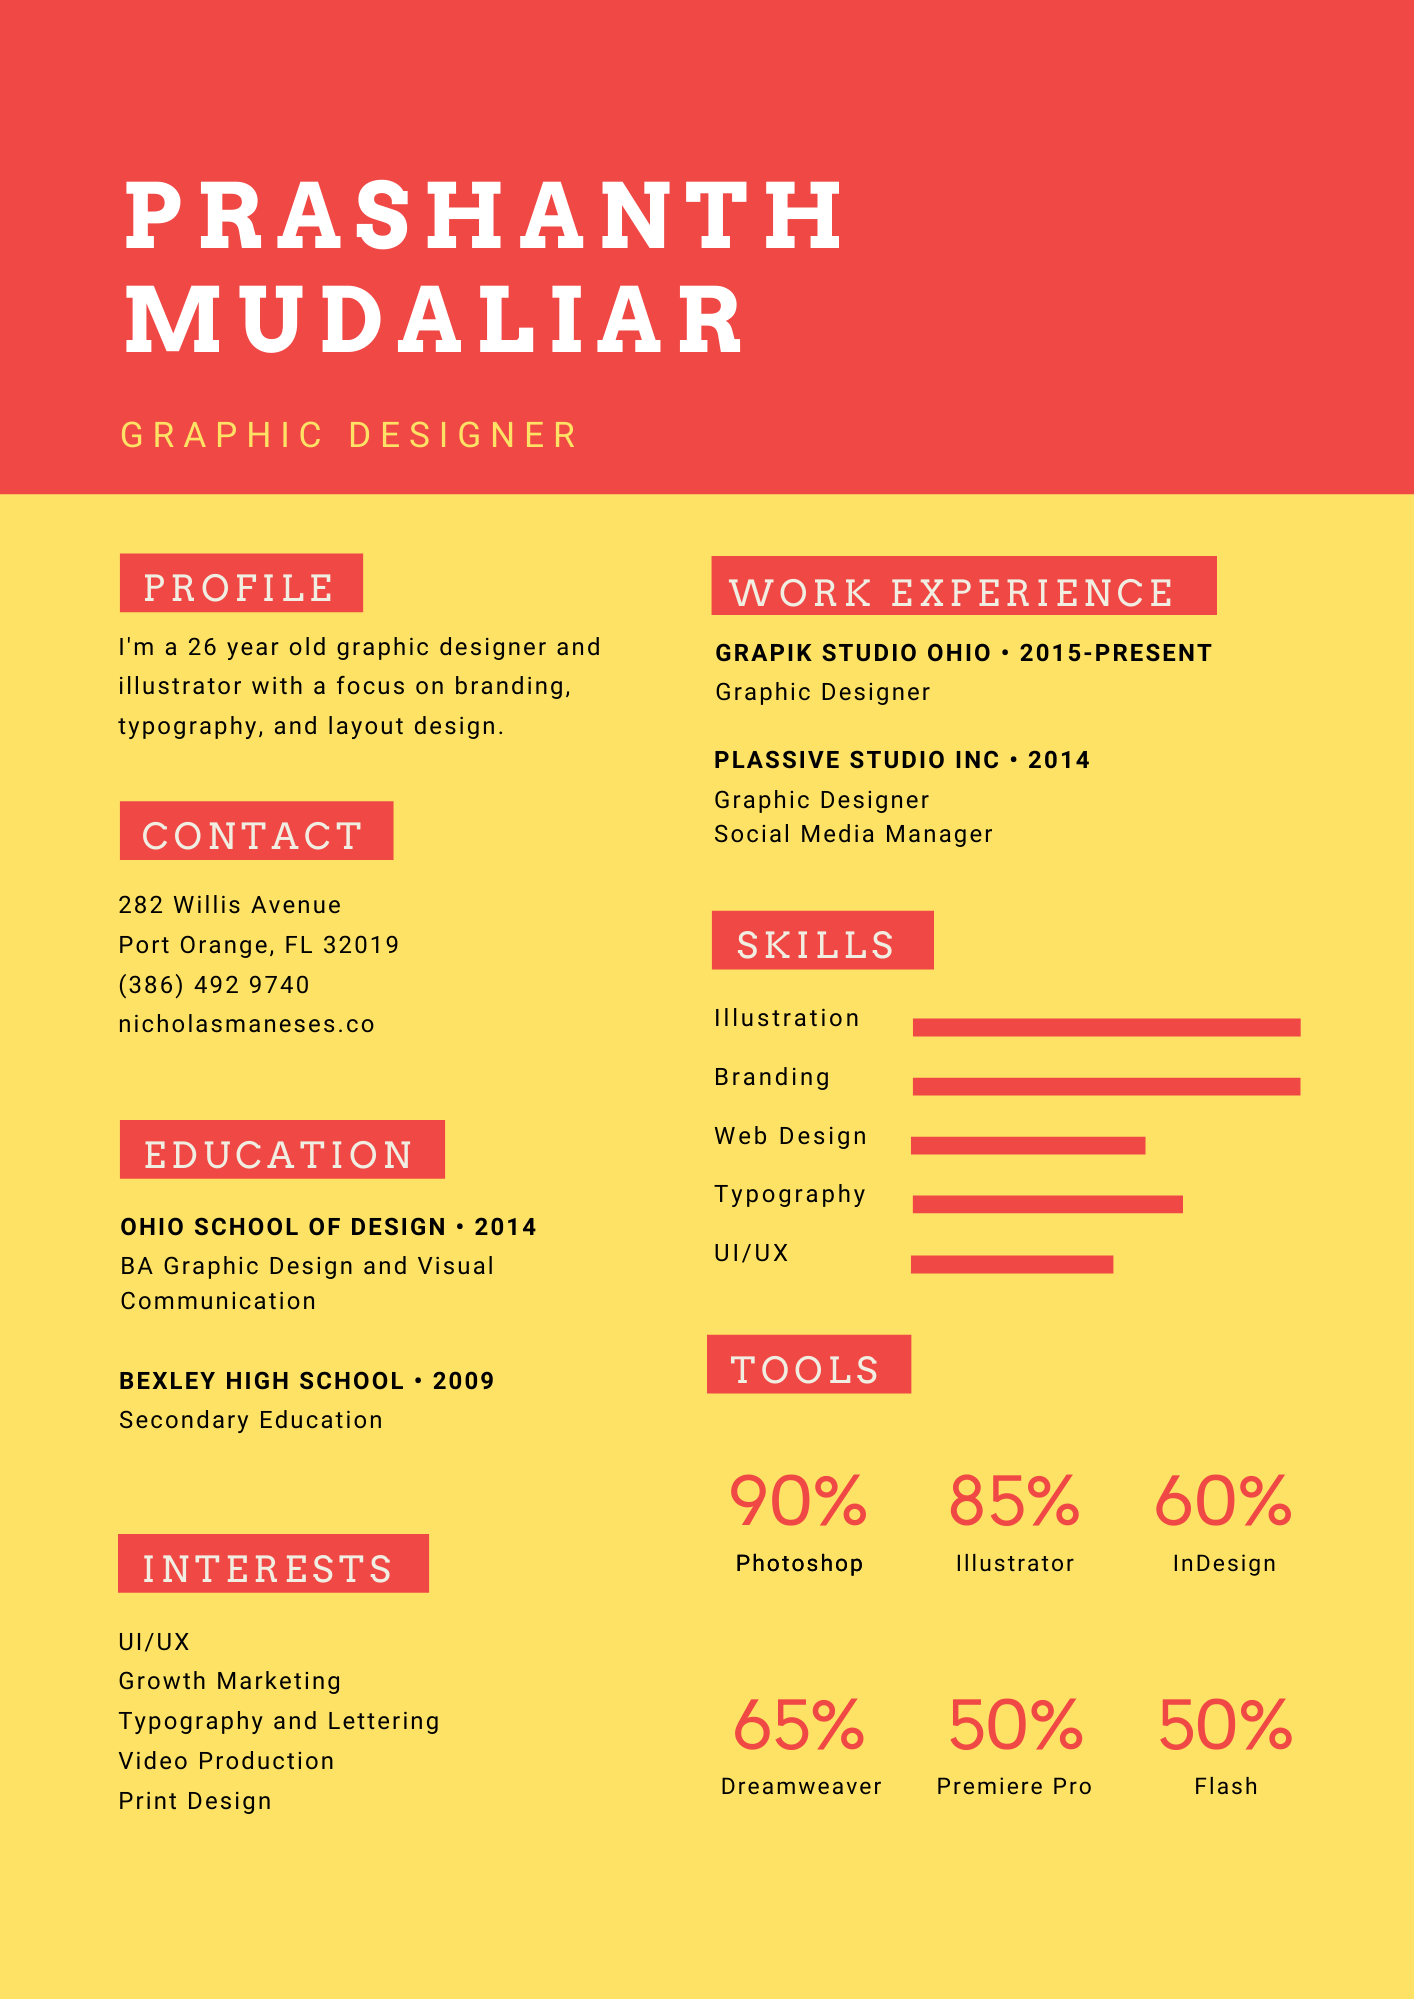 PRASHANTH
MUDALIAR
GRAPHIC DESIGNER
PROFILE
I'm a 26 year old graphic designer and
illustrator with a focus on branding,
typography, and layout design.
CONTACT
282 Willis Avenue
Port Orange, FL 32019
(386) 492 9740
nicholasmaneses.co
EDUCATION
OHIO SCHOOL OF DESIGN • 2014
BA Graphic Design and Visual
Communication
BEXLEY HIGH SCHOOL • 2009
Secondary Education
INTERESTS
UI/UX
Growth Marketing
Typography and Lettering
Video Production
Print Design
WORK EXPERIENCE
GRAPIK STUDIO OHIO • 2015-PRESENT
Graphic Designer
PLASSIVE STUDIO INC • 2014
Graphic Designer
Social Media Manager
SKILLS
Illustration
Branding
Web Design
Typography
UI/UX
TOOLS
90% 85% 60%
Photoshop Illustrator InDesign
65% 50% 50%
Dreamweaver Premiere Pro Flash